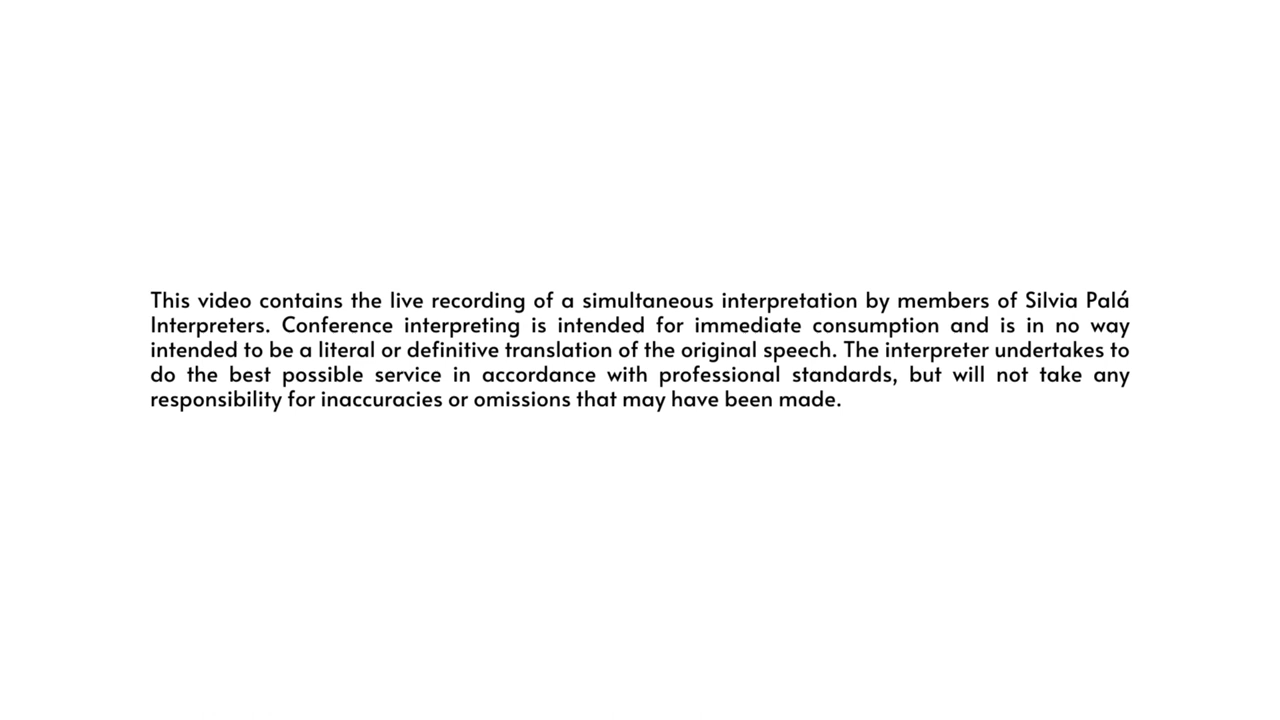 This video contains the live recording of a simultaneous interpretation by members of Silvia Palá
Interpreters. Conference interpreting is intended for immediate consumption and is in no way
intended to be a literal or definitive translation of the original speech. The interpreter undertakes to
do the best possible service in accordance with professional standards, but will not take any
responsibility for inaccuracies or omissions that may have been made.